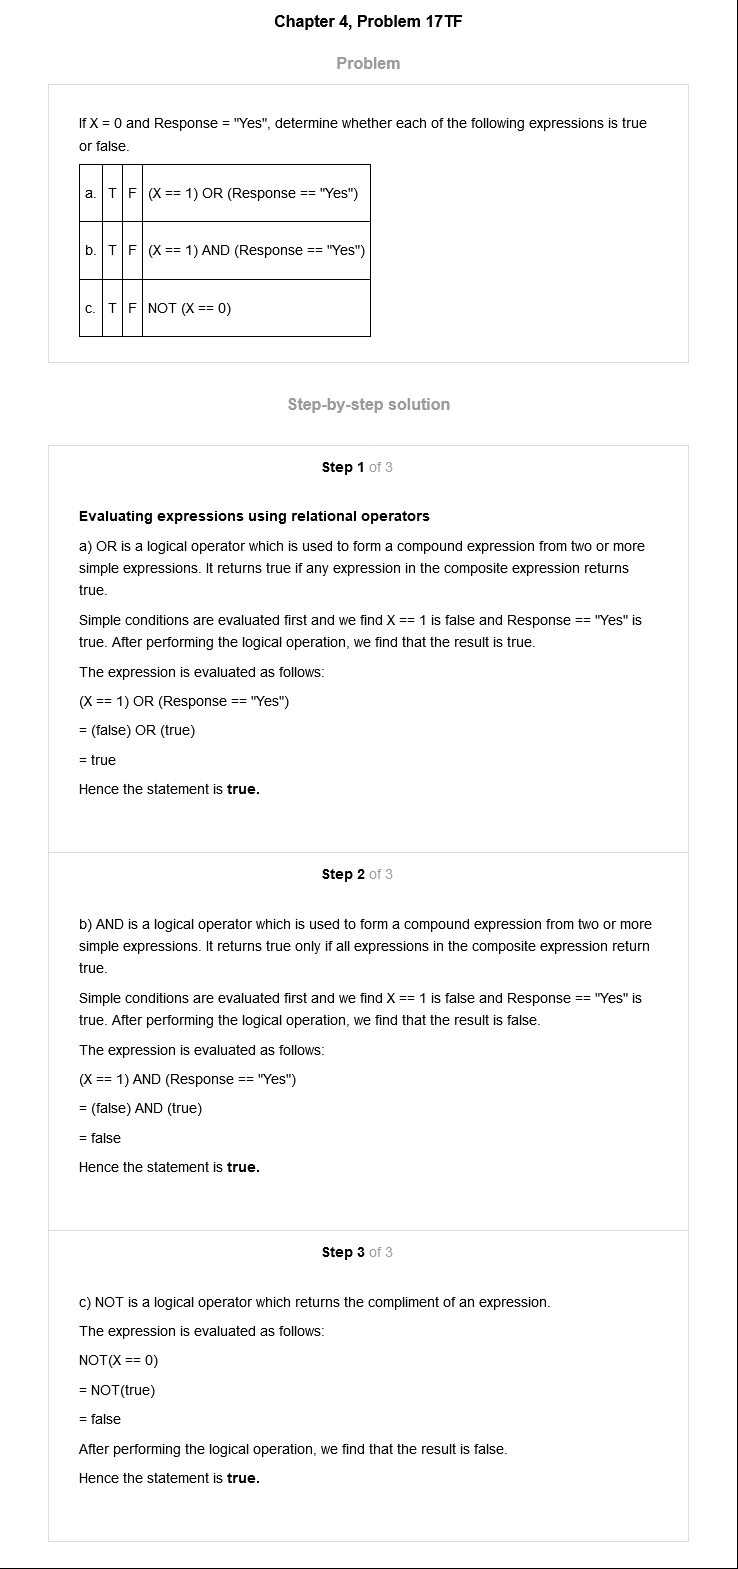 Chapter 4, Problem 17TF
Problem
If X = 0 and Response = "Yes", determine whether each of the following expressions is true
or false.
a. T F (X == 1) OR (Response == "Yes")
b. T F (X == 1) AND (Response == "Yes")
c. T F NOT (X == 0)
Step-by-step solution
Step 1 of 3
Evaluating expressions using relational operators
a) OR is a logical operator which is used to form a compound expression from two or more
simple expressions. It returns true if any expression in the composite expression returns
true.
Simple conditions are evaluated first and we find X == 1 is false and Response == "Yes" is
true. After performing the logical operation, we find that the result is true.
The expression is evaluated as follows:
(X == 1) OR (Response == "Yes")
= (false) OR (true)
= true
Hence the statement is true.
Step 2 of 3
b) AND is a logical operator which is used to form a compound expression from two or more
simple expressions. It returns true only if all expressions in the composite expression return
true.
Simple conditions are evaluated first and we find X == 1 is false and Response == "Yes" is
true. After performing the logical operation, we find that the result is false.
The expression is evaluated as follows:
(X == 1) AND (Response == "Yes")
= (false) AND (true)
= false
Hence the statement is true.
Step 3 of 3
c) NOT is a logical operator which returns the compliment of an expression.
The expression is evaluated as follows:
NOT(X == 0)
= NOT(true)
= false
After performing the logical operation, we find that the result is false.
Hence the statement is true.